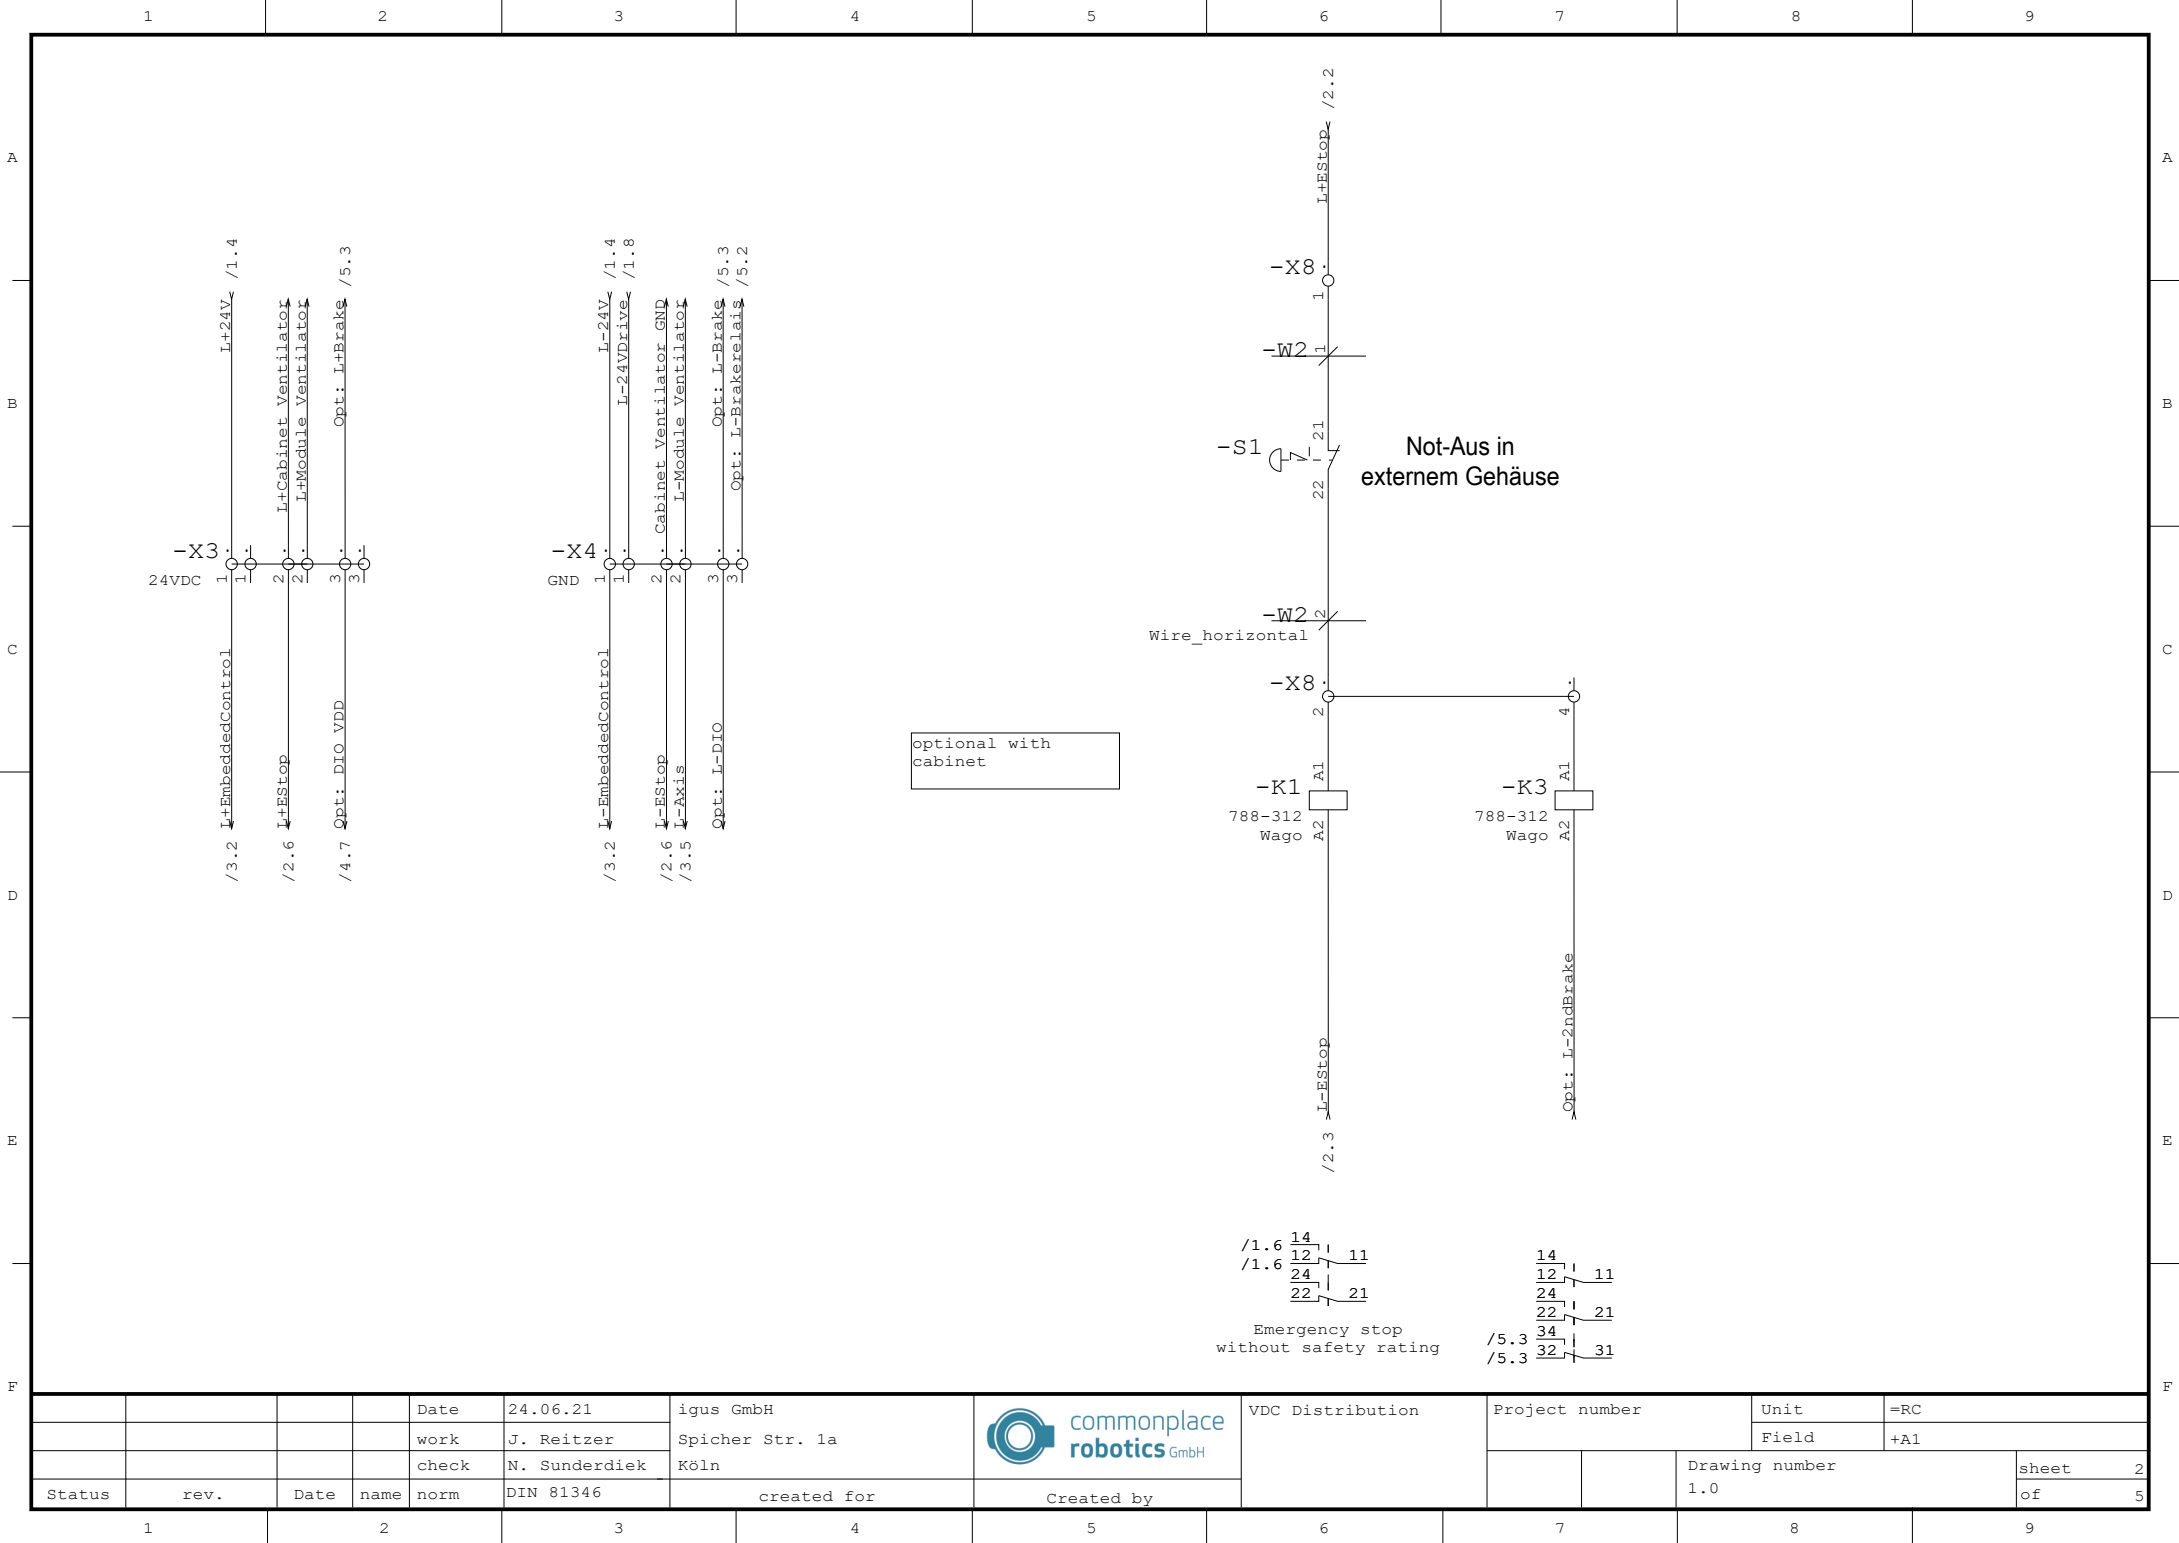 1 2 3 4 5 6 7 8 9
A A
B B
C C
D D
E E
F F
/1.4
L+24V
L+Cabinet Ventilator
L+Module Ventilator
/5.3
Opt: L+Brake
-X3
24VDC
1 1 2 2 3 3
L+EmbeddedControl
/3.2
L+EStop
/2.6
Opt: DIO VDD
/4.7
/1.4
L-24V
/1.8
L-24VDrive
Cabinet Ventilator GND
L-Module Ventilator
/5.3
Opt: L-Brake
/5.2
Opt: L-Brakerelais
-X4
GND
1 1 2 2 3 3
L-EmbeddedControl
/3.2
L-EStop
/2.6
L-Axis
/3.5
Opt: L-DIO
optional with
cabinet
/2.2
L+EStop
-X8
1
-W2 1
21
-S1
22
Not-Aus in
externem Gehäuse
-W2 2
Wire_horizontal
-X8
2 4
-K1 A1
788-312
Wago A2
-K3 A1
788-312
Wago A2
L-EStop
/2.3
Opt: L-2ndBrake
/1.6 14
/1.6 12 11
24
22 21
Emergency stop
without safety rating
14
12 11
24
22 21
/5.3 34
/5.3 32 31
Date 24.06.21
work J. Reitzer
check N. Sunderdiek
Status rev. Date name norm DIN 81346
igus GmbH
Spicher Str. 1a
Köln
created for
commonplace
robotics GmbH
Created by
VDC Distribution
Project number
Unit =RC
Field +A1
Drawing number
1.0
sheet 2
of 5
1 2 3 4 5 6 7 8 9